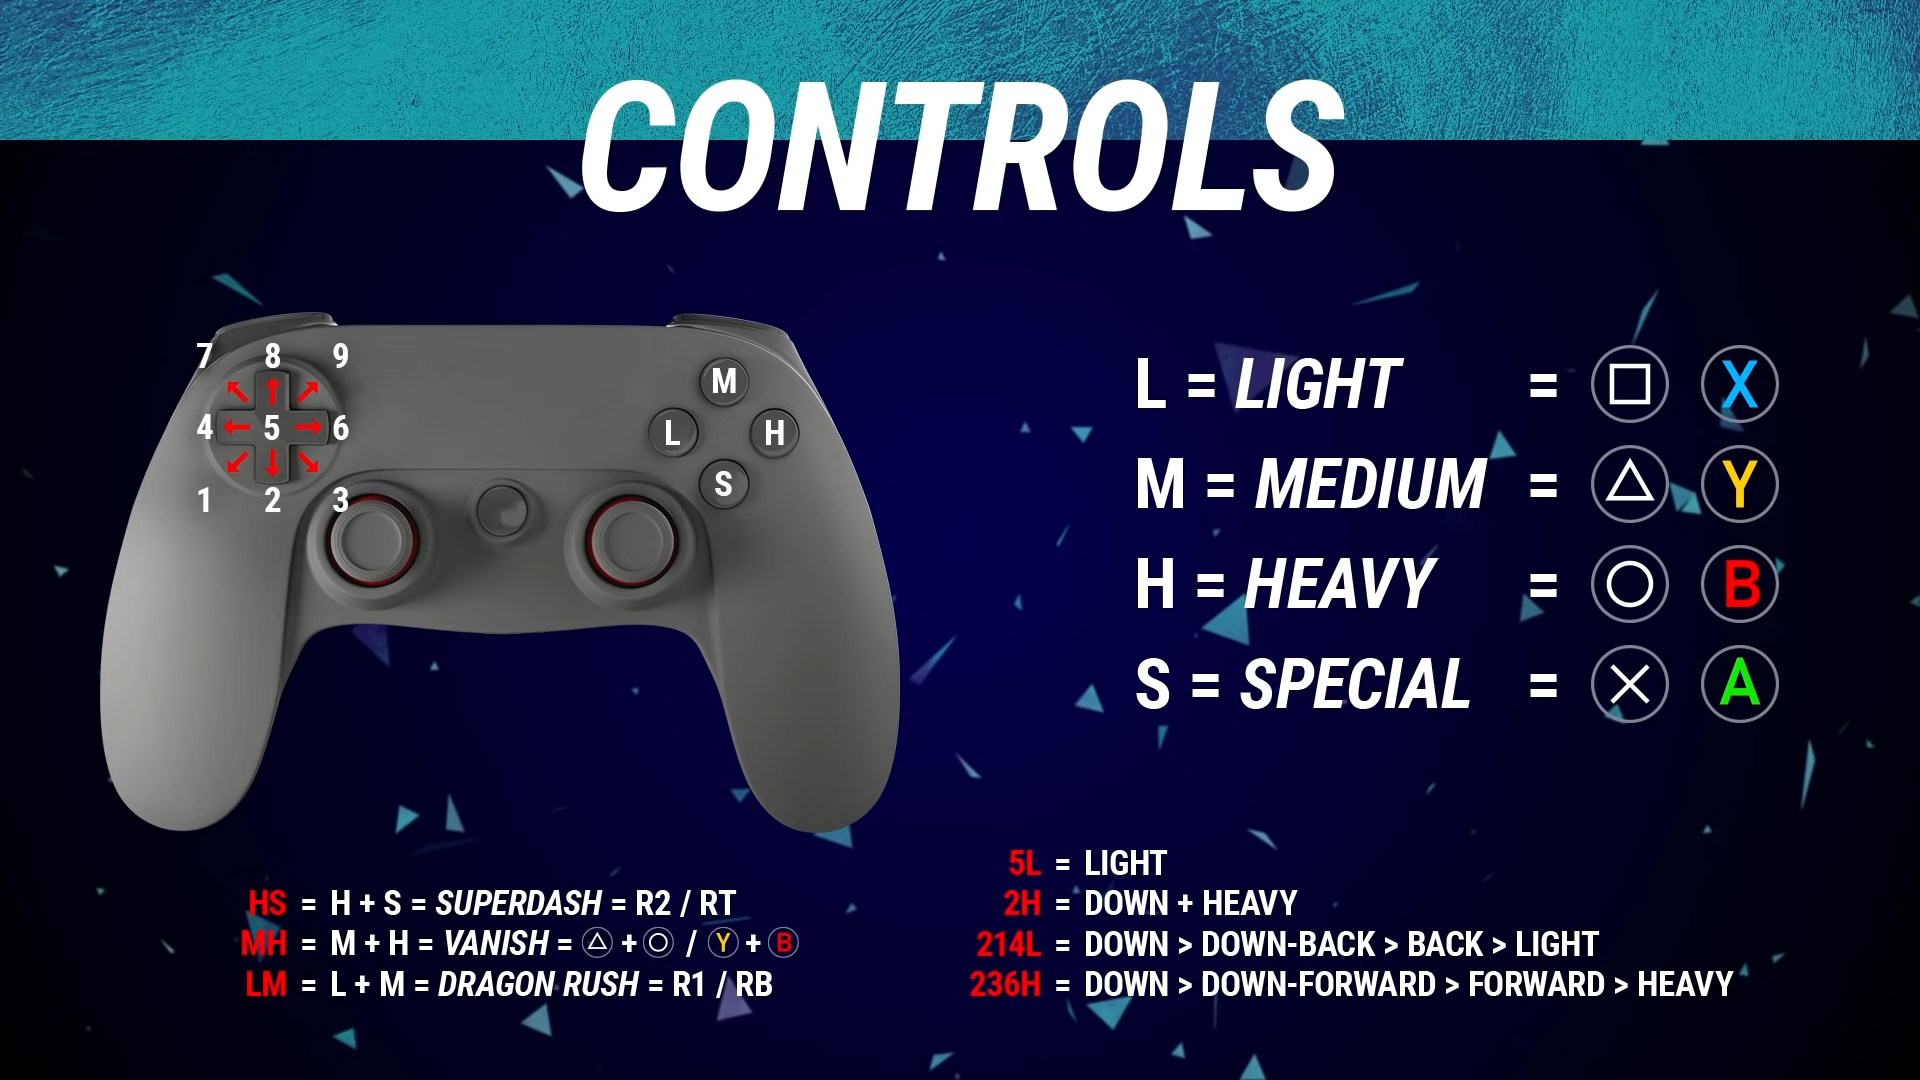 CONTROLS
7 8 9
4 5 6
1 2 3
M
L H
S
L = LIGHT = □ X
M = MEDIUM = △ Y
H = HEAVY = ○ B
S = SPECIAL = ✕ A
HS = H + S = SUPERDASH = R2 / RT
MH = M + H = VANISH = △ + ○ / Y + B
LM = L + M = DRAGON RUSH = R1 / RB
5L = LIGHT
2H = DOWN + HEAVY
214L = DOWN > DOWN-BACK > BACK > LIGHT
236H = DOWN > DOWN-FORWARD > FORWARD > HEAVY